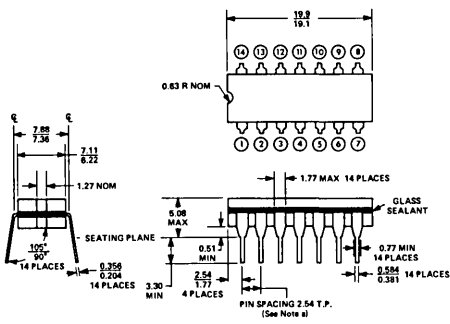 19.9
19.1
14 13 12 11 10 9 8
0.63 R NOM
1 2 3 4 5 6 7
℄ ℄
7.88
7.36
7.11
6.22
1.27 NOM
1.77 MAX 14 PLACES
GLASS
SEALANT
5.08
MAX
SEATING PLANE
0.51
MIN
0.77 MIN
14 PLACES
105°
90°
14 PLACES
0.356
0.204
14 PLACES
3.30
MIN
2.54
1.77
4 PLACES
0.584
0.381
14 PLACES
PIN SPACING 2.54 T.P.
(See Note a)